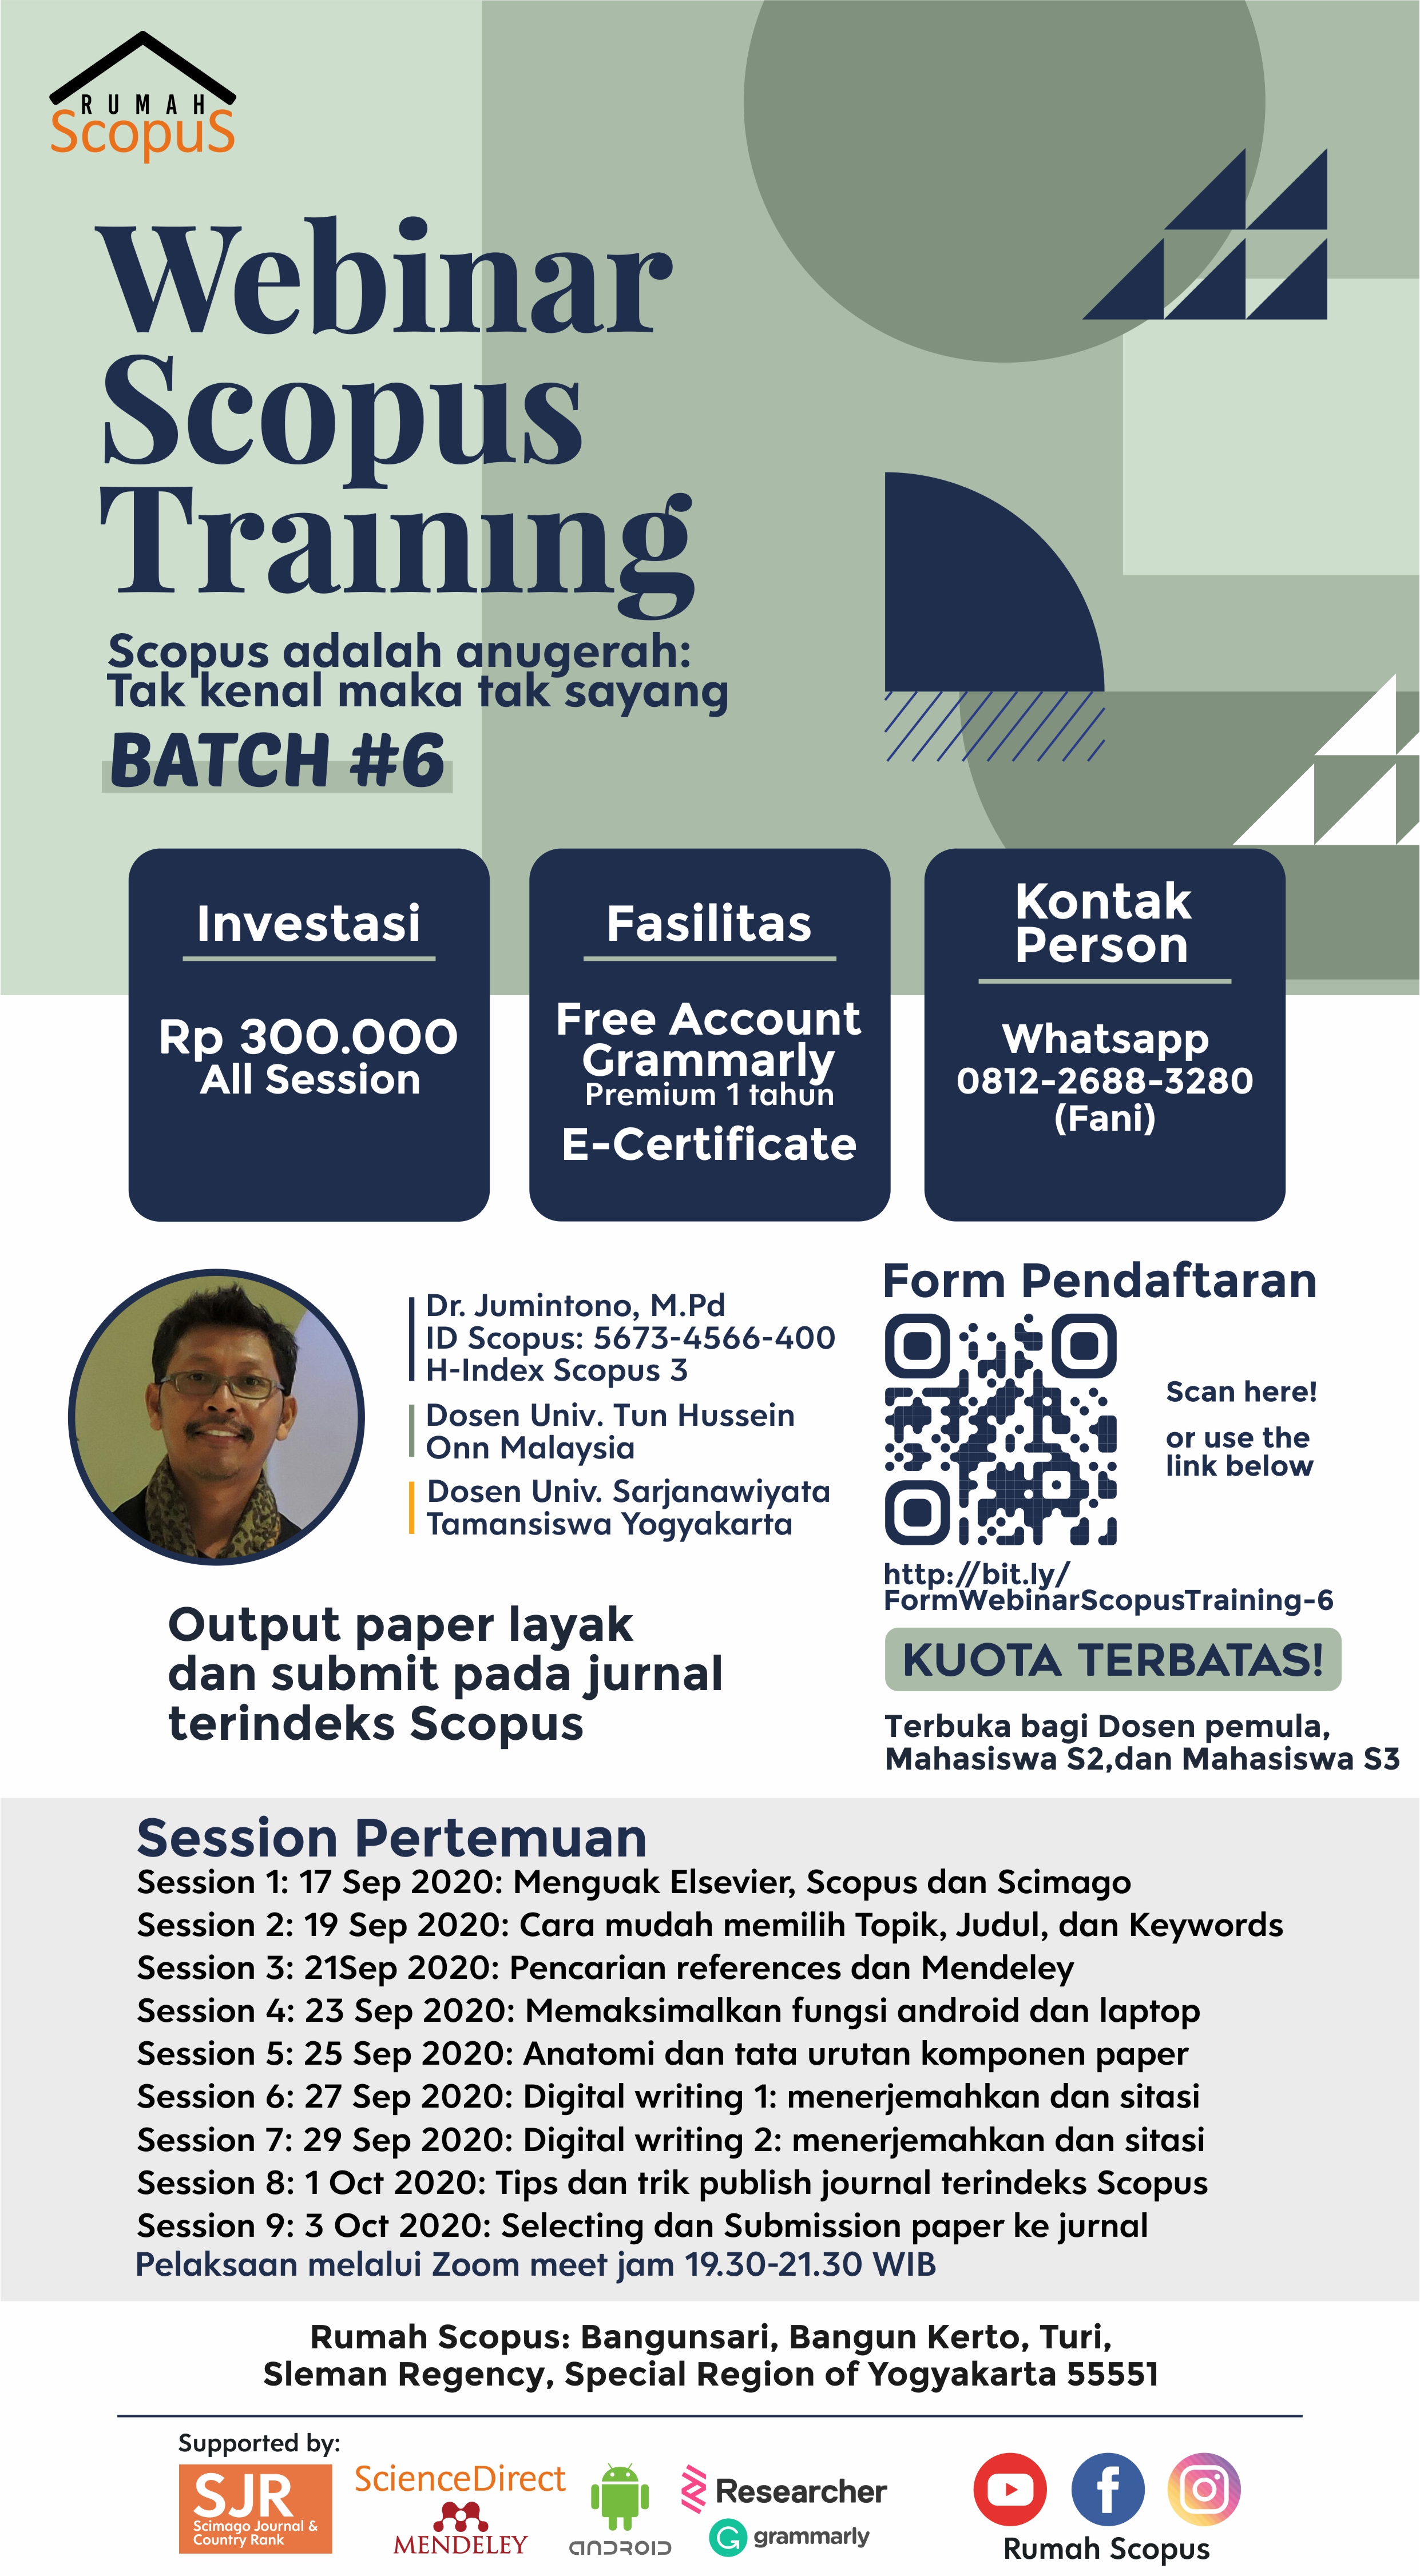 RUMAH
ScopuS
Webinar
Scopus
Training
Scopus adalah anugerah:
Tak kenal maka tak sayang
BATCH #6
Investasi
Rp 300.000
All Session
Fasilitas
Free Account
Grammarly
Premium 1 tahun
E-Certificate
Kontak
Person
Whatsapp
0812-2688-3280
(Fani)
Dr. Jumintono, M.Pd
ID Scopus: 5673-4566-400
H-Index Scopus 3
Dosen Univ. Tun Hussein
Onn Malaysia
Dosen Univ. Sarjanawiyata
Tamansiswa Yogyakarta
Output paper layak
dan submit pada jurnal
terindeks Scopus
Form Pendaftaran
Scan here!
or use the
link below
http://bit.ly/
FormWebinarScopusTraining-6
KUOTA TERBATAS!
Terbuka bagi Dosen pemula,
Mahasiswa S2,dan Mahasiswa S3
Session Pertemuan
Session 1: 17 Sep 2020: Menguak Elsevier, Scopus dan Scimago
Session 2: 19 Sep 2020: Cara mudah memilih Topik, Judul, dan Keywords
Session 3: 21Sep 2020: Pencarian references dan Mendeley
Session 4: 23 Sep 2020: Memaksimalkan fungsi android dan laptop
Session 5: 25 Sep 2020: Anatomi dan tata urutan komponen paper
Session 6: 27 Sep 2020: Digital writing 1: menerjemahkan dan sitasi
Session 7: 29 Sep 2020: Digital writing 2: menerjemahkan dan sitasi
Session 8: 1 Oct 2020: Tips dan trik publish journal terindeks Scopus
Session 9: 3 Oct 2020: Selecting dan Submission paper ke jurnal
Pelaksaan melalui Zoom meet jam 19.30-21.30 WIB
Rumah Scopus: Bangunsari, Bangun Kerto, Turi,
Sleman Regency, Special Region of Yogyakarta 55551
Supported by:
SJR
Scimago Journal &
Country Rank
ScienceDirect
MENDELEY
ANDROID
Researcher
grammarly
Rumah Scopus